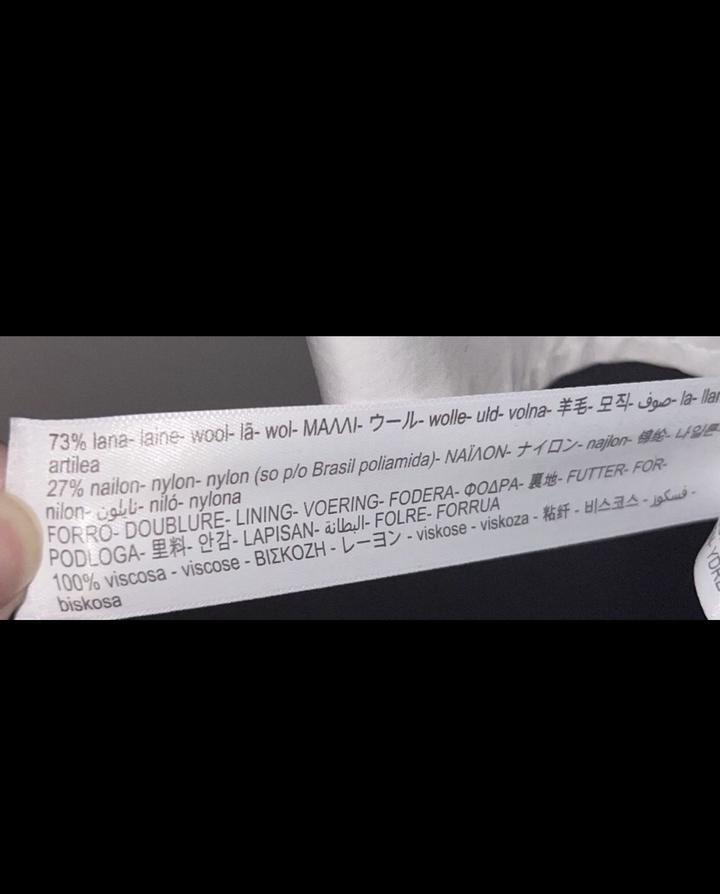 73% lana- laine- wool- lã- wol- ΜΑΛΛΙ- ウール- wolle- uld- volna- 羊毛- 모직- صوف- la- llan
artilea
27% nailon- nylon- nylon (so p/o Brasil poliamida)- ΝΑΪΛΟΝ- ナイロン- najlon- 锦纶- 나일론
nilon- نايلون- niló- nylona
FORRO- DOUBLURE- LINING- VOERING- FODERA- ΦΟΔΡΑ- 裏地- FUTTER- FOR-
PODLOGA- 里料- 안감- LAPISAN- البطانة- FOLRE- FORRUA
100% viscosa - viscose - ΒΙΣΚΟΖΗ - レーヨン - viskose - viskoza - 粘纤 - 비스코스 - فسكوز -
biskosa